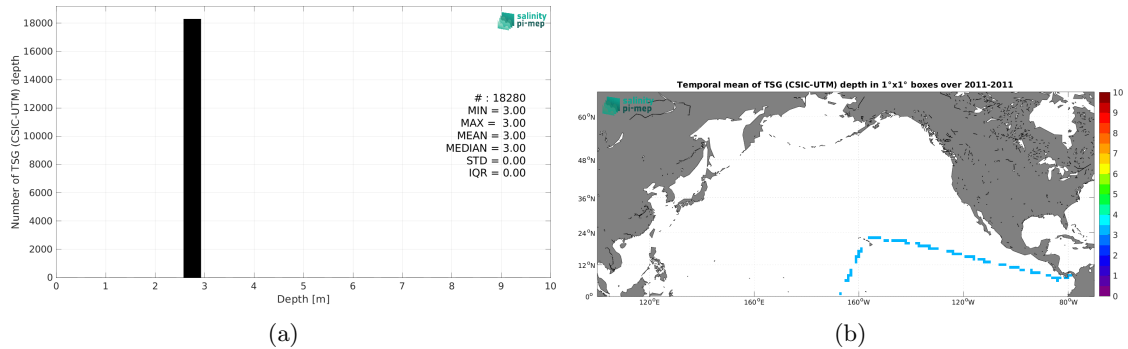 18000
16000
14000
12000
10000
8000
6000
4000
2000
0
Number of TSG (CSIC-UTM) depth
0 1 2 3 4 5 6 7 8 9 10
Depth [m]
salinity
pi-mep
# : 18280
MIN = 3.00
MAX = 3.00
MEAN = 3.00
MEDIAN = 3.00
STD = 0.00
IQR = 0.00
(a)
Temporal mean of TSG (CSIC-UTM) depth in 1°x1° boxes over 2011-2011
salinity
pi-mep
60°N
48°N
36°N
24°N
12°N
0°
120°E 160°E 160°W 120°W 80°W
10
9
8
7
6
5
4
3
2
1
0
(b)